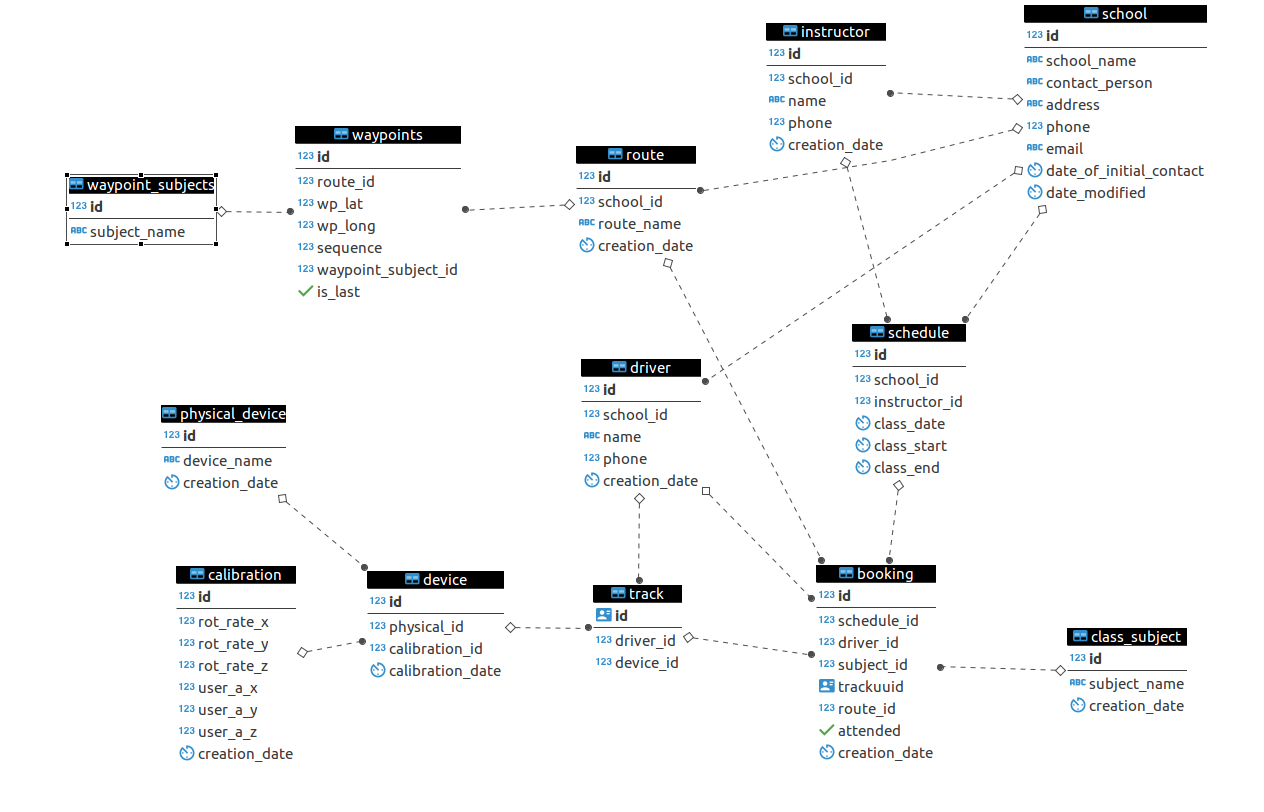 school
123 id
ABC school_name
ABC contact_person
ABC address
123 phone
ABC email
date_of_initial_contact
date_modified
instructor
123 id
123 school_id
ABC name
123 phone
creation_date
waypoints
123 id
123 route_id
123 wp_lat
123 wp_long
123 sequence
123 waypoint_subject_id
is_last
route
123 id
123 school_id
ABC route_name
creation_date
waypoint_subjects
123 id
ABC subject_name
schedule
123 id
123 school_id
123 instructor_id
class_date
class_start
class_end
driver
123 id
123 school_id
ABC name
123 phone
creation_date
physical_device
123 id
ABC device_name
creation_date
calibration
123 id
123 rot_rate_x
123 rot_rate_y
123 rot_rate_z
123 user_a_x
123 user_a_y
123 user_a_z
creation_date
device
123 id
123 physical_id
123 calibration_id
calibration_date
track
id
123 driver_id
123 device_id
booking
123 id
123 schedule_id
123 driver_id
123 subject_id
trackuuid
123 route_id
attended
creation_date
class_subject
123 id
ABC subject_name
creation_date